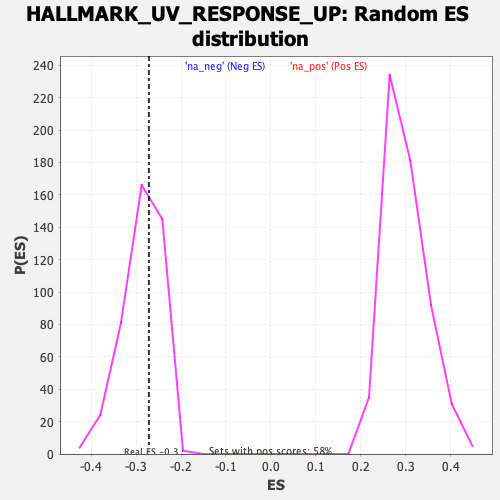 HALLMARK_UV_RESPONSE_UP: Random ES
distribution
'na_neg' (Neg ES) 'na_pos' (Pos ES)
240
220
200
180
160
140
120
100
80
60
40
20
0
P(ES)
Real ES -0.3 Sets with pos scores: 58%
-0.4 -0.3 -0.2 -0.1 0.0 0.1 0.2 0.3 0.4
ES